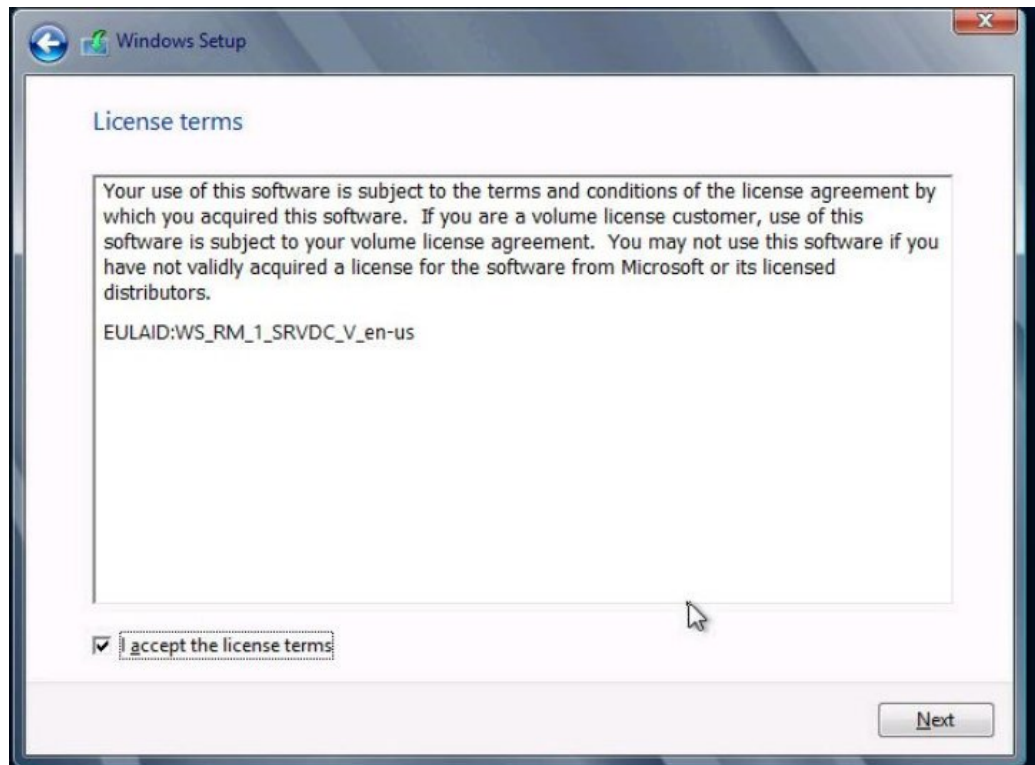 Windows Setup
License terms
Your use of this software is subject to the terms and conditions of the license agreement by
which you acquired this software.  If you are a volume license customer, use of this
software is subject to your volume license agreement.  You may not use this software if you
have not validly acquired a license for the software from Microsoft or its licensed
distributors.
EULAID:WS_RM_1_SRVDC_V_en-us
I accept the license terms
Next